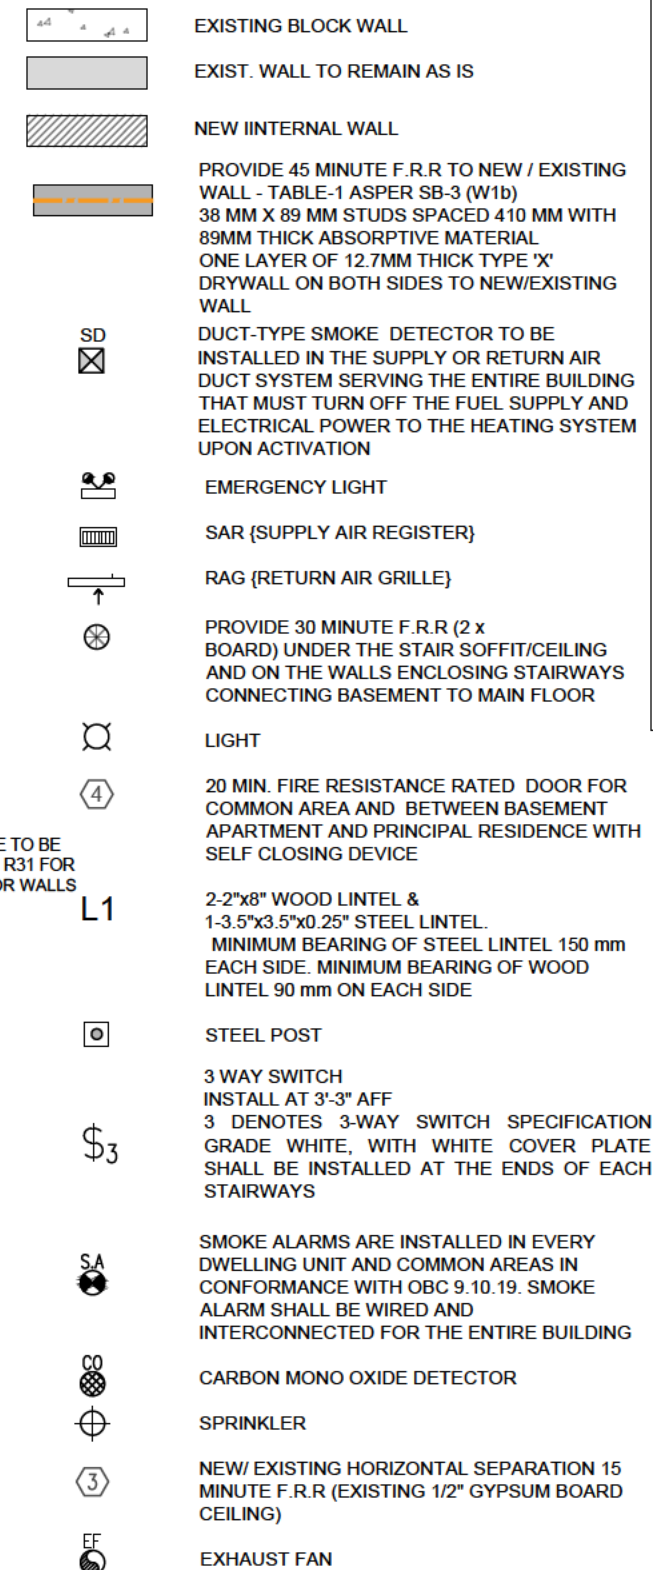 EXISTING BLOCK WALL
EXIST. WALL TO REMAIN AS IS
NEW IINTERNAL WALL
PROVIDE 45 MINUTE F.R.R TO NEW / EXISTING
WALL - TABLE-1 ASPER SB-3 (W1b)
38 MM X 89 MM STUDS SPACED 410 MM WITH
89MM THICK ABSORPTIVE MATERIAL
ONE LAYER OF 12.7MM THICK TYPE 'X'
DRYWALL ON BOTH SIDES TO NEW/EXISTING
WALL
SD
DUCT-TYPE SMOKE DETECTOR TO BE
INSTALLED IN THE SUPPLY OR RETURN AIR
DUCT SYSTEM SERVING THE ENTIRE BUILDING
THAT MUST TURN OFF THE FUEL SUPPLY AND
ELECTRICAL POWER TO THE HEATING SYSTEM
UPON ACTIVATION
EMERGENCY LIGHT
SAR {SUPPLY AIR REGISTER}
RAG {RETURN AIR GRILLE}
PROVIDE 30 MINUTE F.R.R (2 x
BOARD) UNDER THE STAIR SOFFIT/CEILING
AND ON THE WALLS ENCLOSING STAIRWAYS
CONNECTING BASEMENT TO MAIN FLOOR
LIGHT
4
20 MIN. FIRE RESISTANCE RATED DOOR FOR
COMMON AREA AND BETWEEN BASEMENT
APARTMENT AND PRINCIPAL RESIDENCE WITH
SELF CLOSING DEVICE
E TO BE
R31 FOR
OR WALLS
L1
2-2"x8" WOOD LINTEL &
1-3.5"x3.5"x0.25" STEEL LINTEL.
MINIMUM BEARING OF STEEL LINTEL 150 mm
EACH SIDE. MINIMUM BEARING OF WOOD
LINTEL 90 mm ON EACH SIDE
STEEL POST
3 WAY SWITCH
INSTALL AT 3'-3" AFF
$3
3 DENOTES 3-WAY SWITCH SPECIFICATION
GRADE WHITE, WITH WHITE COVER PLATE
SHALL BE INSTALLED AT THE ENDS OF EACH
STAIRWAYS
S.A
SMOKE ALARMS ARE INSTALLED IN EVERY
DWELLING UNIT AND COMMON AREAS IN
CONFORMANCE WITH OBC 9.10.19. SMOKE
ALARM SHALL BE WIRED AND
INTERCONNECTED FOR THE ENTIRE BUILDING
CO
CARBON MONO OXIDE DETECTOR
SPRINKLER
3
NEW/ EXISTING HORIZONTAL SEPARATION 15
MINUTE F.R.R (EXISTING 1/2" GYPSUM BOARD
CEILING)
EF
EXHAUST FAN